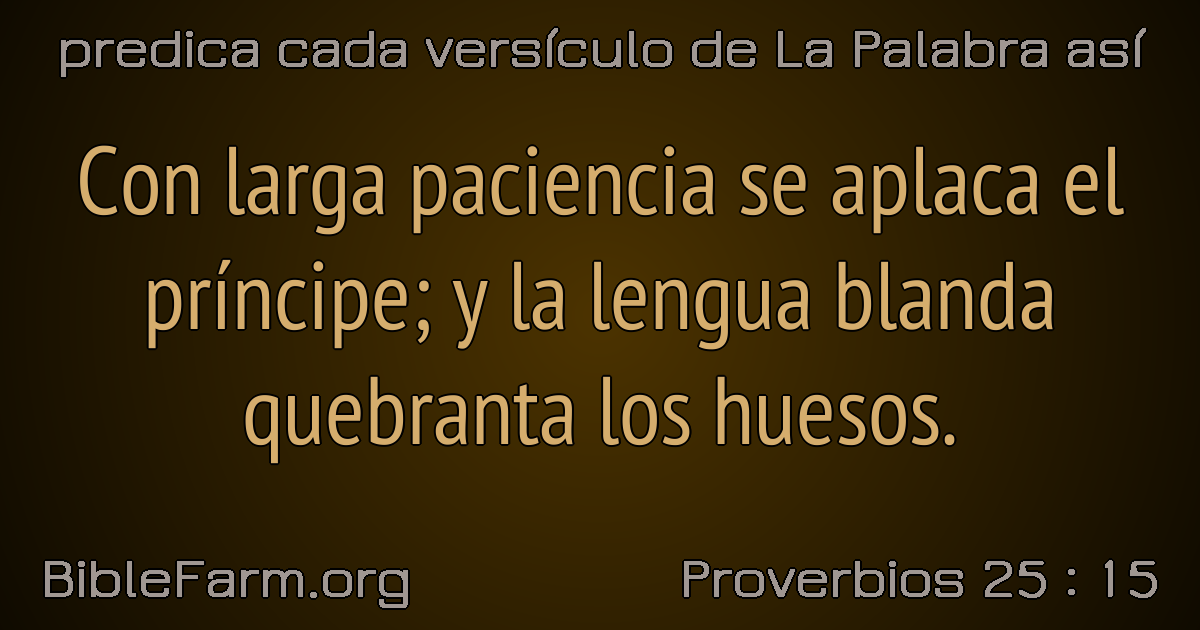 predica cada versículo de La Palabra así
Con larga paciencia se aplaca el
príncipe; y la lengua blanda
quebranta los huesos.
BibleFarm.org
Proverbios 25 : 15